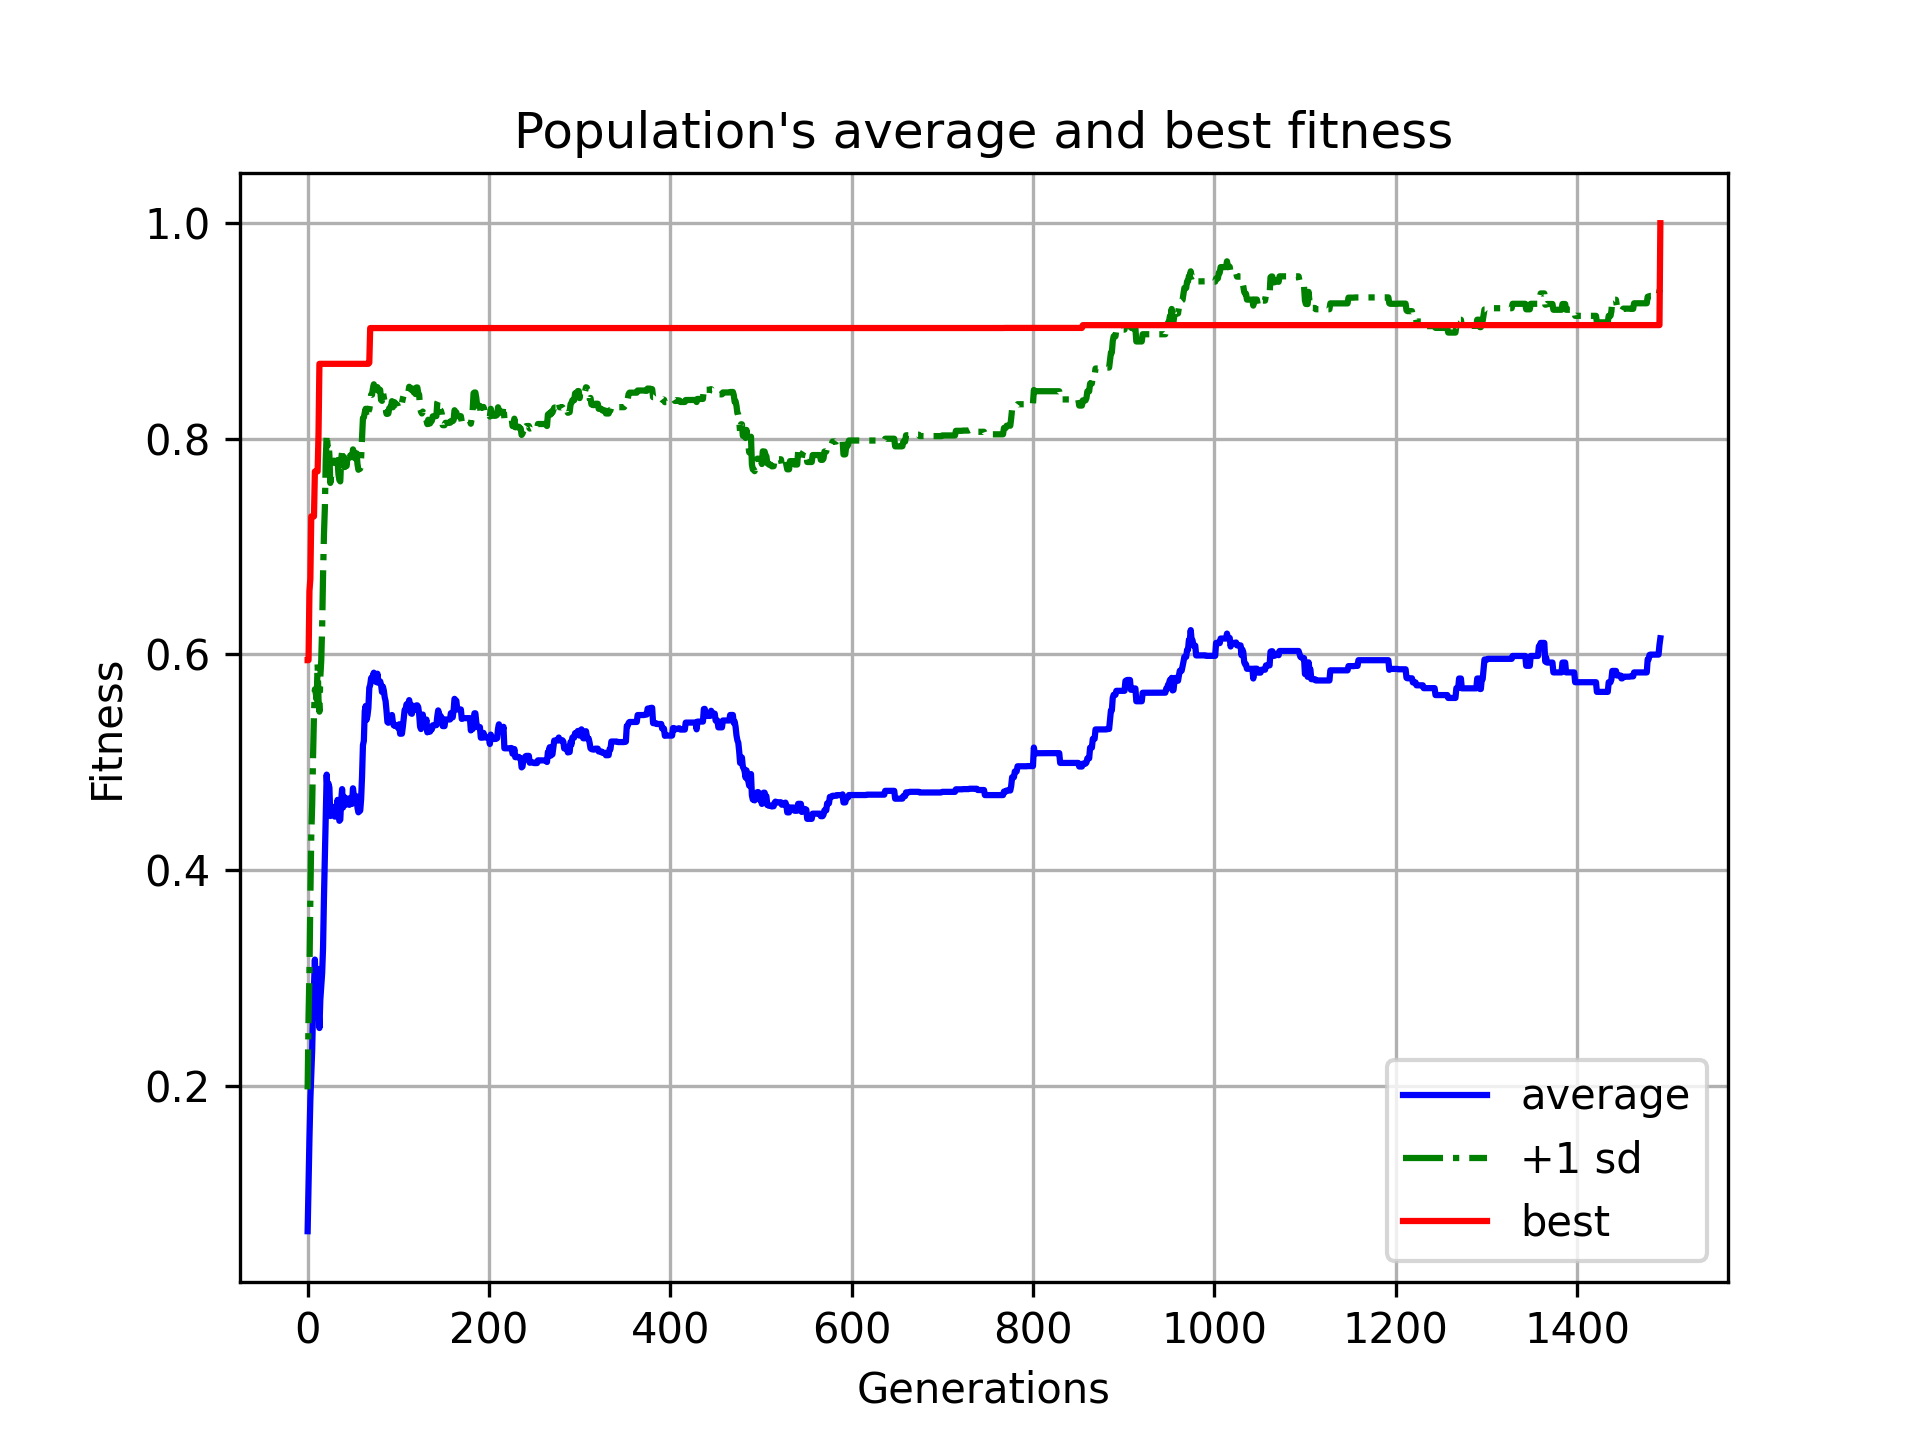 Population's average and best fitness
1.0
0.8
0.6
0.4
0.2
Fitness
0 200 400 600 800 1000 1200 1400
Generations
average
+1 sd
best